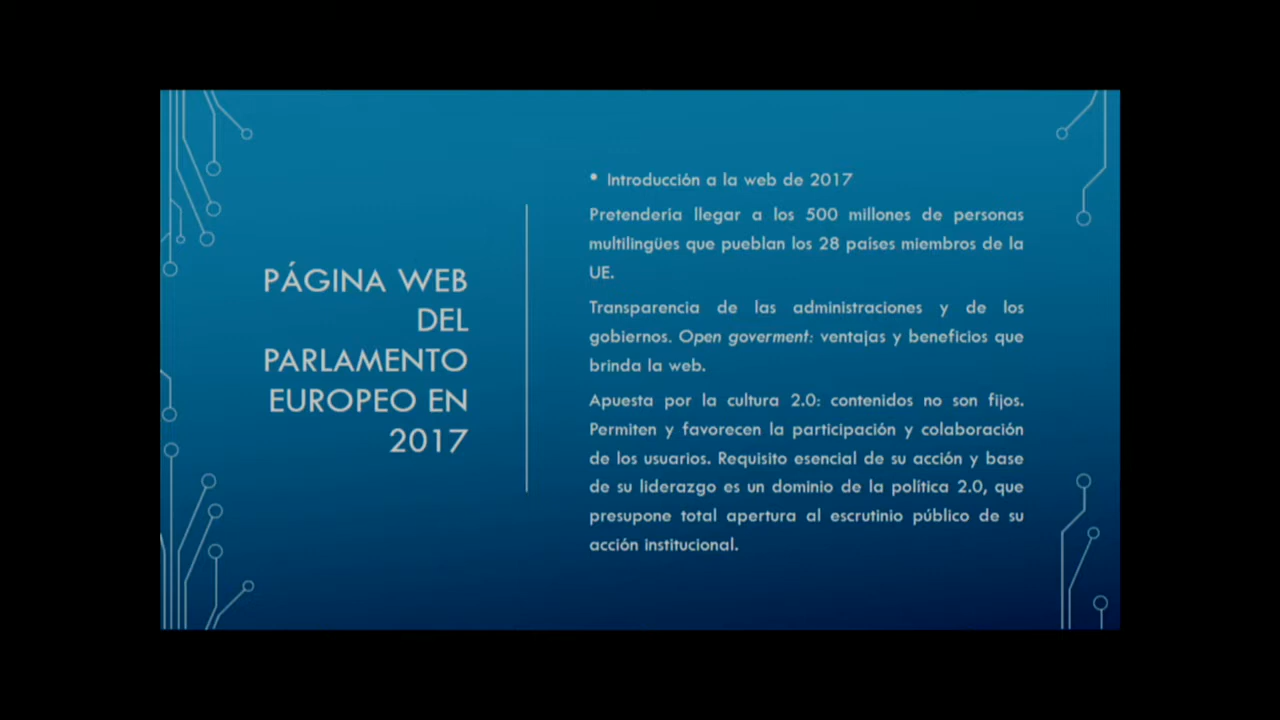 PÁGINA WEB
DEL
PARLAMENTO
EUROPEO EN
2017
• Introducción a la web de 2017
Pretendería llegar a los 500 millones de personas
multilingües que pueblan los 28 países miembros de la
UE.
Transparencia de las administraciones y de los
gobiernos. Open goverment: ventajas y beneficios que
brinda la web.
Apuesta por la cultura 2.0: contenidos no son fijos.
Permiten y favorecen la participación y colaboración
de los usuarios. Requisito esencial de su acción y base
de su liderazgo es un dominio de la política 2.0, que
presupone total apertura al escrutinio público de su
acción institucional.